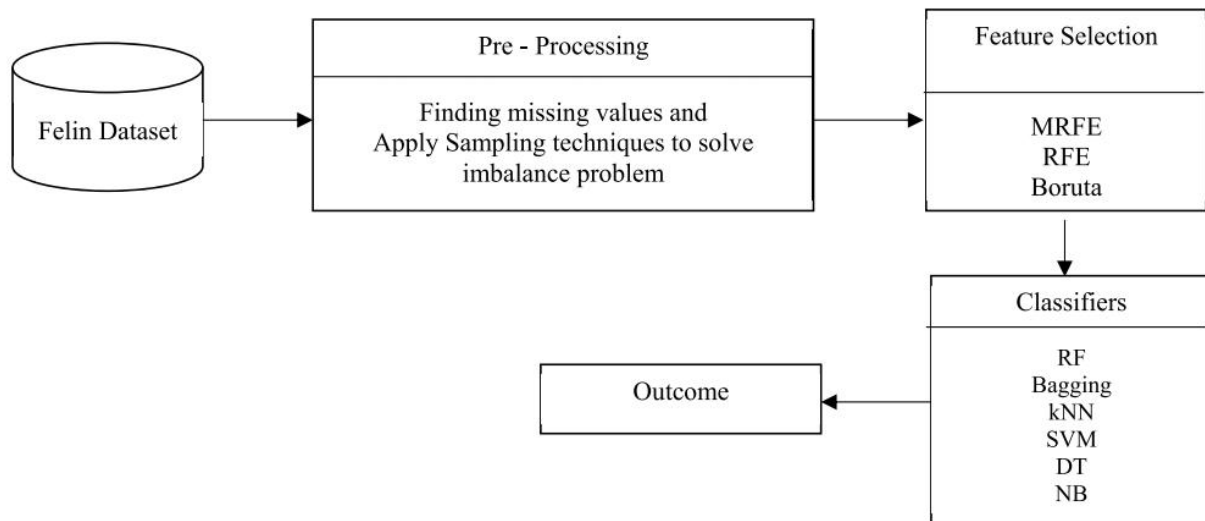 Felin Dataset
Pre - Processing
Finding missing values and
Apply Sampling techniques to solve
imbalance problem
Feature Selection
MRFE
RFE
Boruta
Classifiers
RF
Bagging
kNN
SVM
DT
NB
Outcome